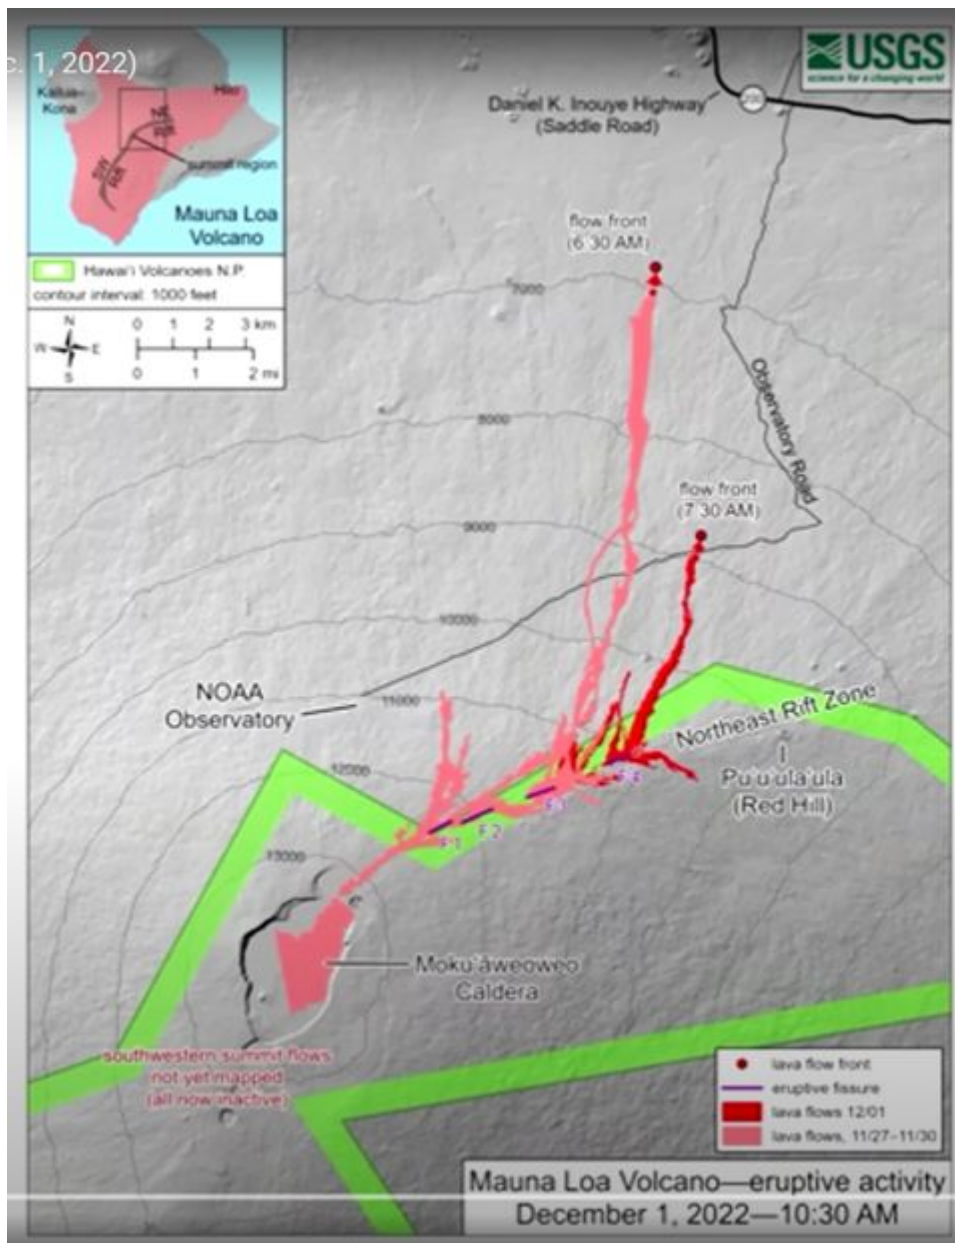 c. 1, 2022)
USGS
science for a changing world
Kailua-
Kona
Hilo
NE
RZ
SW
RZ
summit region
Mauna Loa
Volcano
Hawai‘i Volcanoes N.P.
contour interval: 1000 feet
N
W E
S
0 1 2 3 km
0 1 2 mi
Daniel K. Inouye Highway
(Saddle Road)
200
flow front
(6:30 AM)
7000
Observatory Road
8000
flow front
(7:30 AM)
9000
10000
NOAA
Observatory
11000
Northeast Rift Zone
12000
Pu‘u‘ula‘ula
(Red Hill)
F1
F2
F3
F4
13000
Moku‘āweoweo
Caldera
southwestern summit flows
not yet mapped
(all now inactive)
lava flow front
eruptive fissure
lava flows 12/01
lava flows, 11/27–11/30
Mauna Loa Volcano—eruptive activity
December 1, 2022—10:30 AM